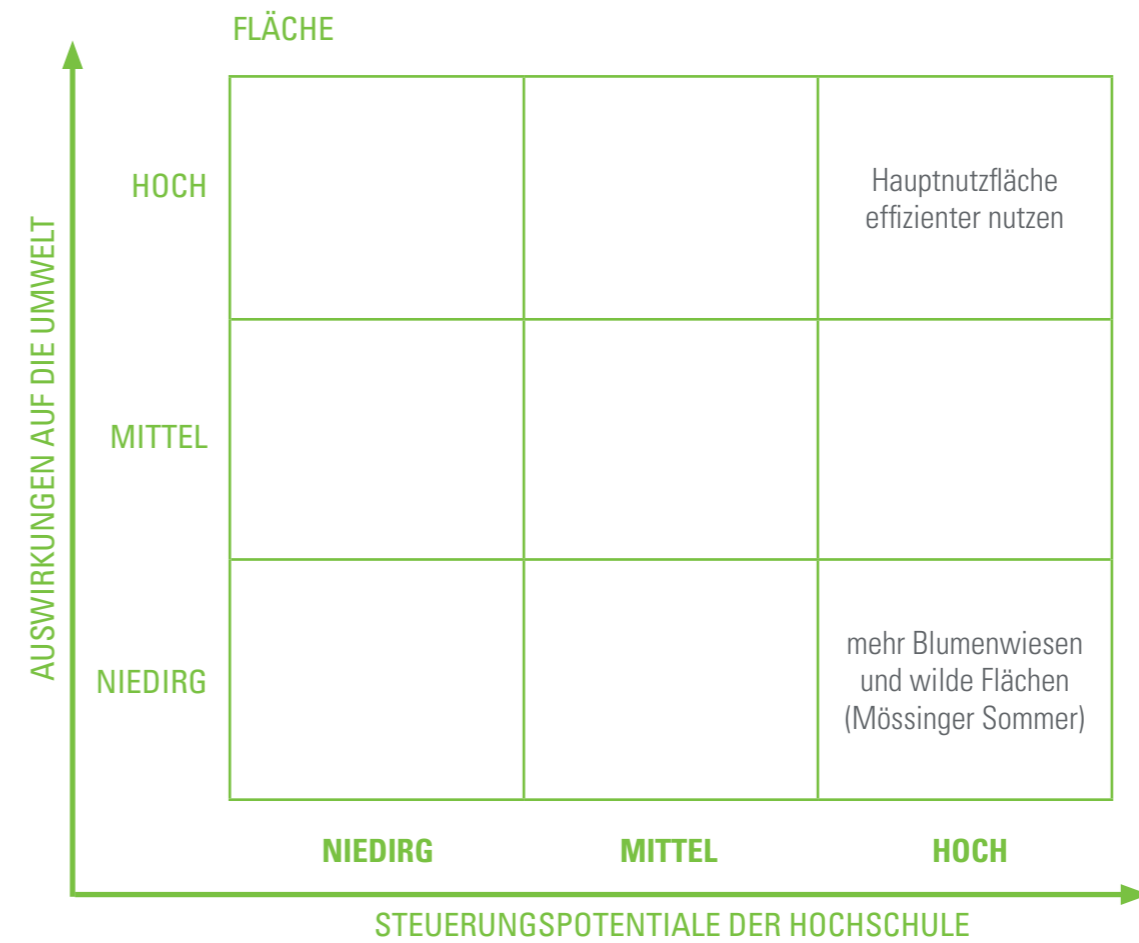 FLÄCHE
AUSWIRKUNGEN AUF DIE UMWELT
HOCH
Hauptnutzfläche
effizienter nutzen
MITTEL
NIEDIRG
mehr Blumenwiesen
und wilde Flächen
(Mössinger Sommer)
NIEDIRG
MITTEL
HOCH
STEUERUNGSPOTENTIALE DER HOCHSCHULE